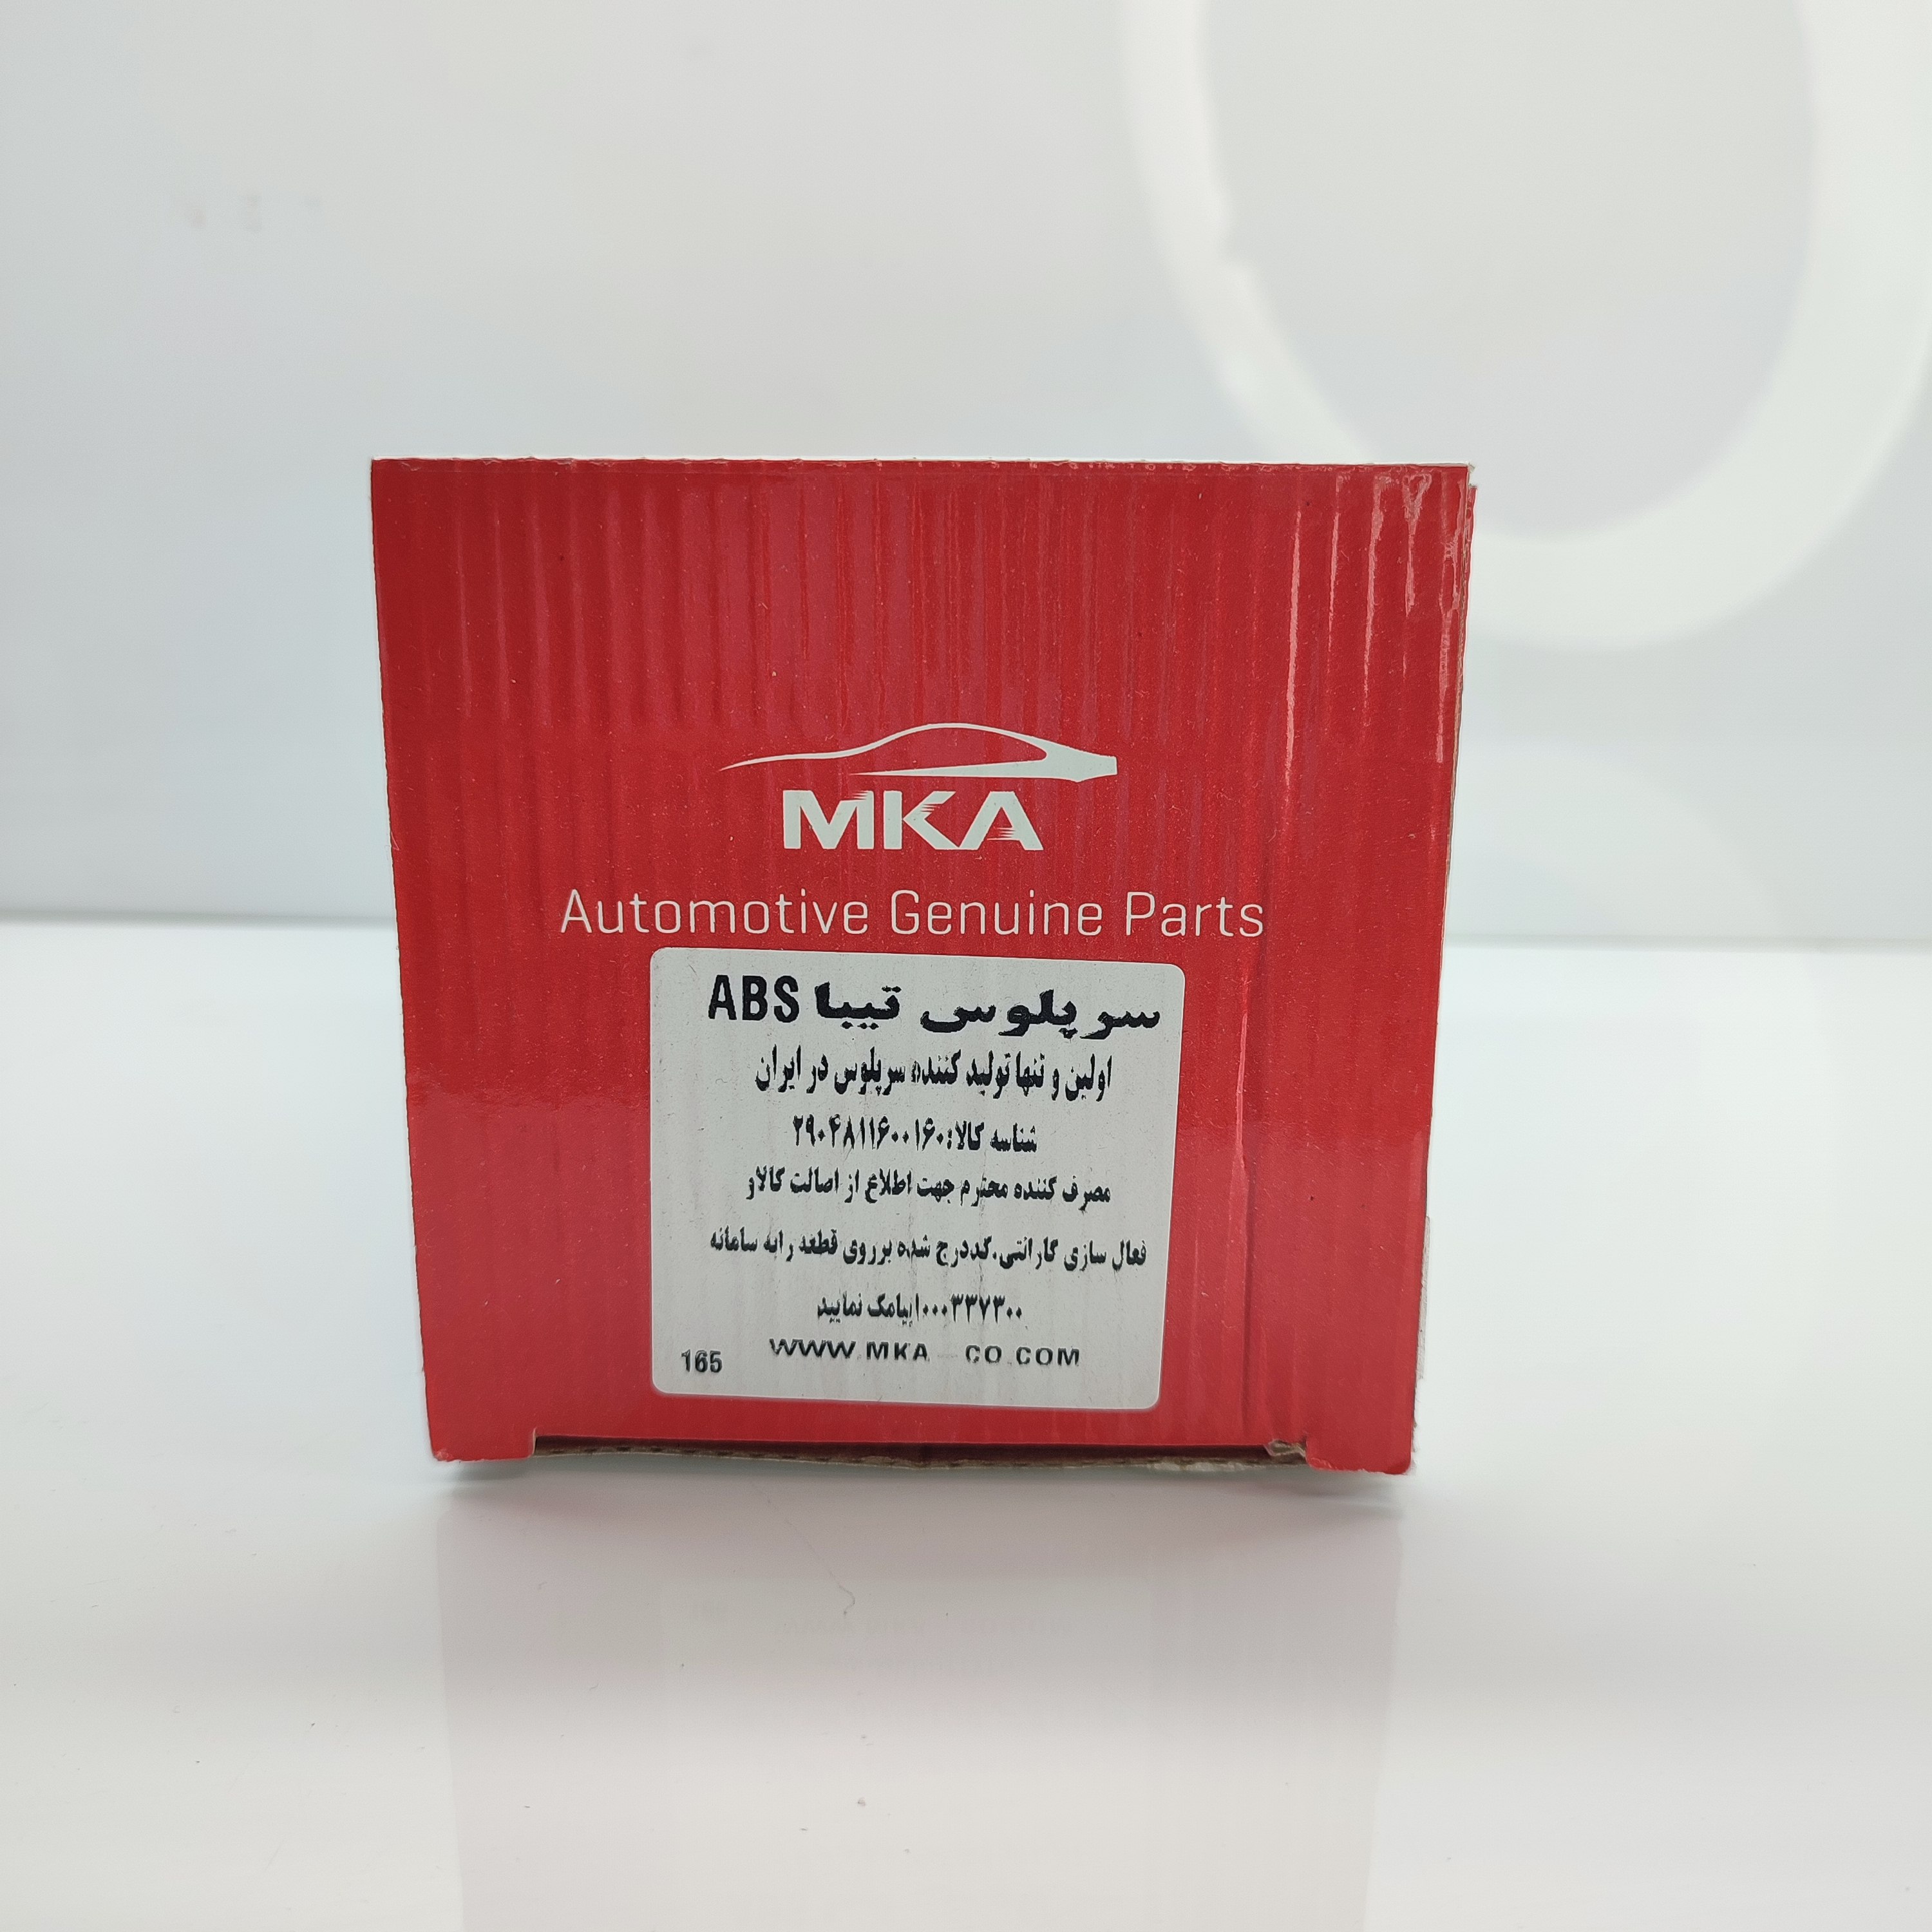 MKA
Automotive Genuine Parts
سرپلوس تیبا ABS
اولین و تنها تولید کننده سرپلوس در ایران
شناسه کالا: ۲۹۰۴۸۱۱۶۰۰۱۶۰
مصرف کننده محترم جهت اطلاع از اصالت کالا و
فعال سازی گارانتی.کددرج شده برروی قطعه رابه سامانه
۱۰۰۰۳۳۷۳۰۰ پیامک نمایید
WWW.MKA-CO.COM
165